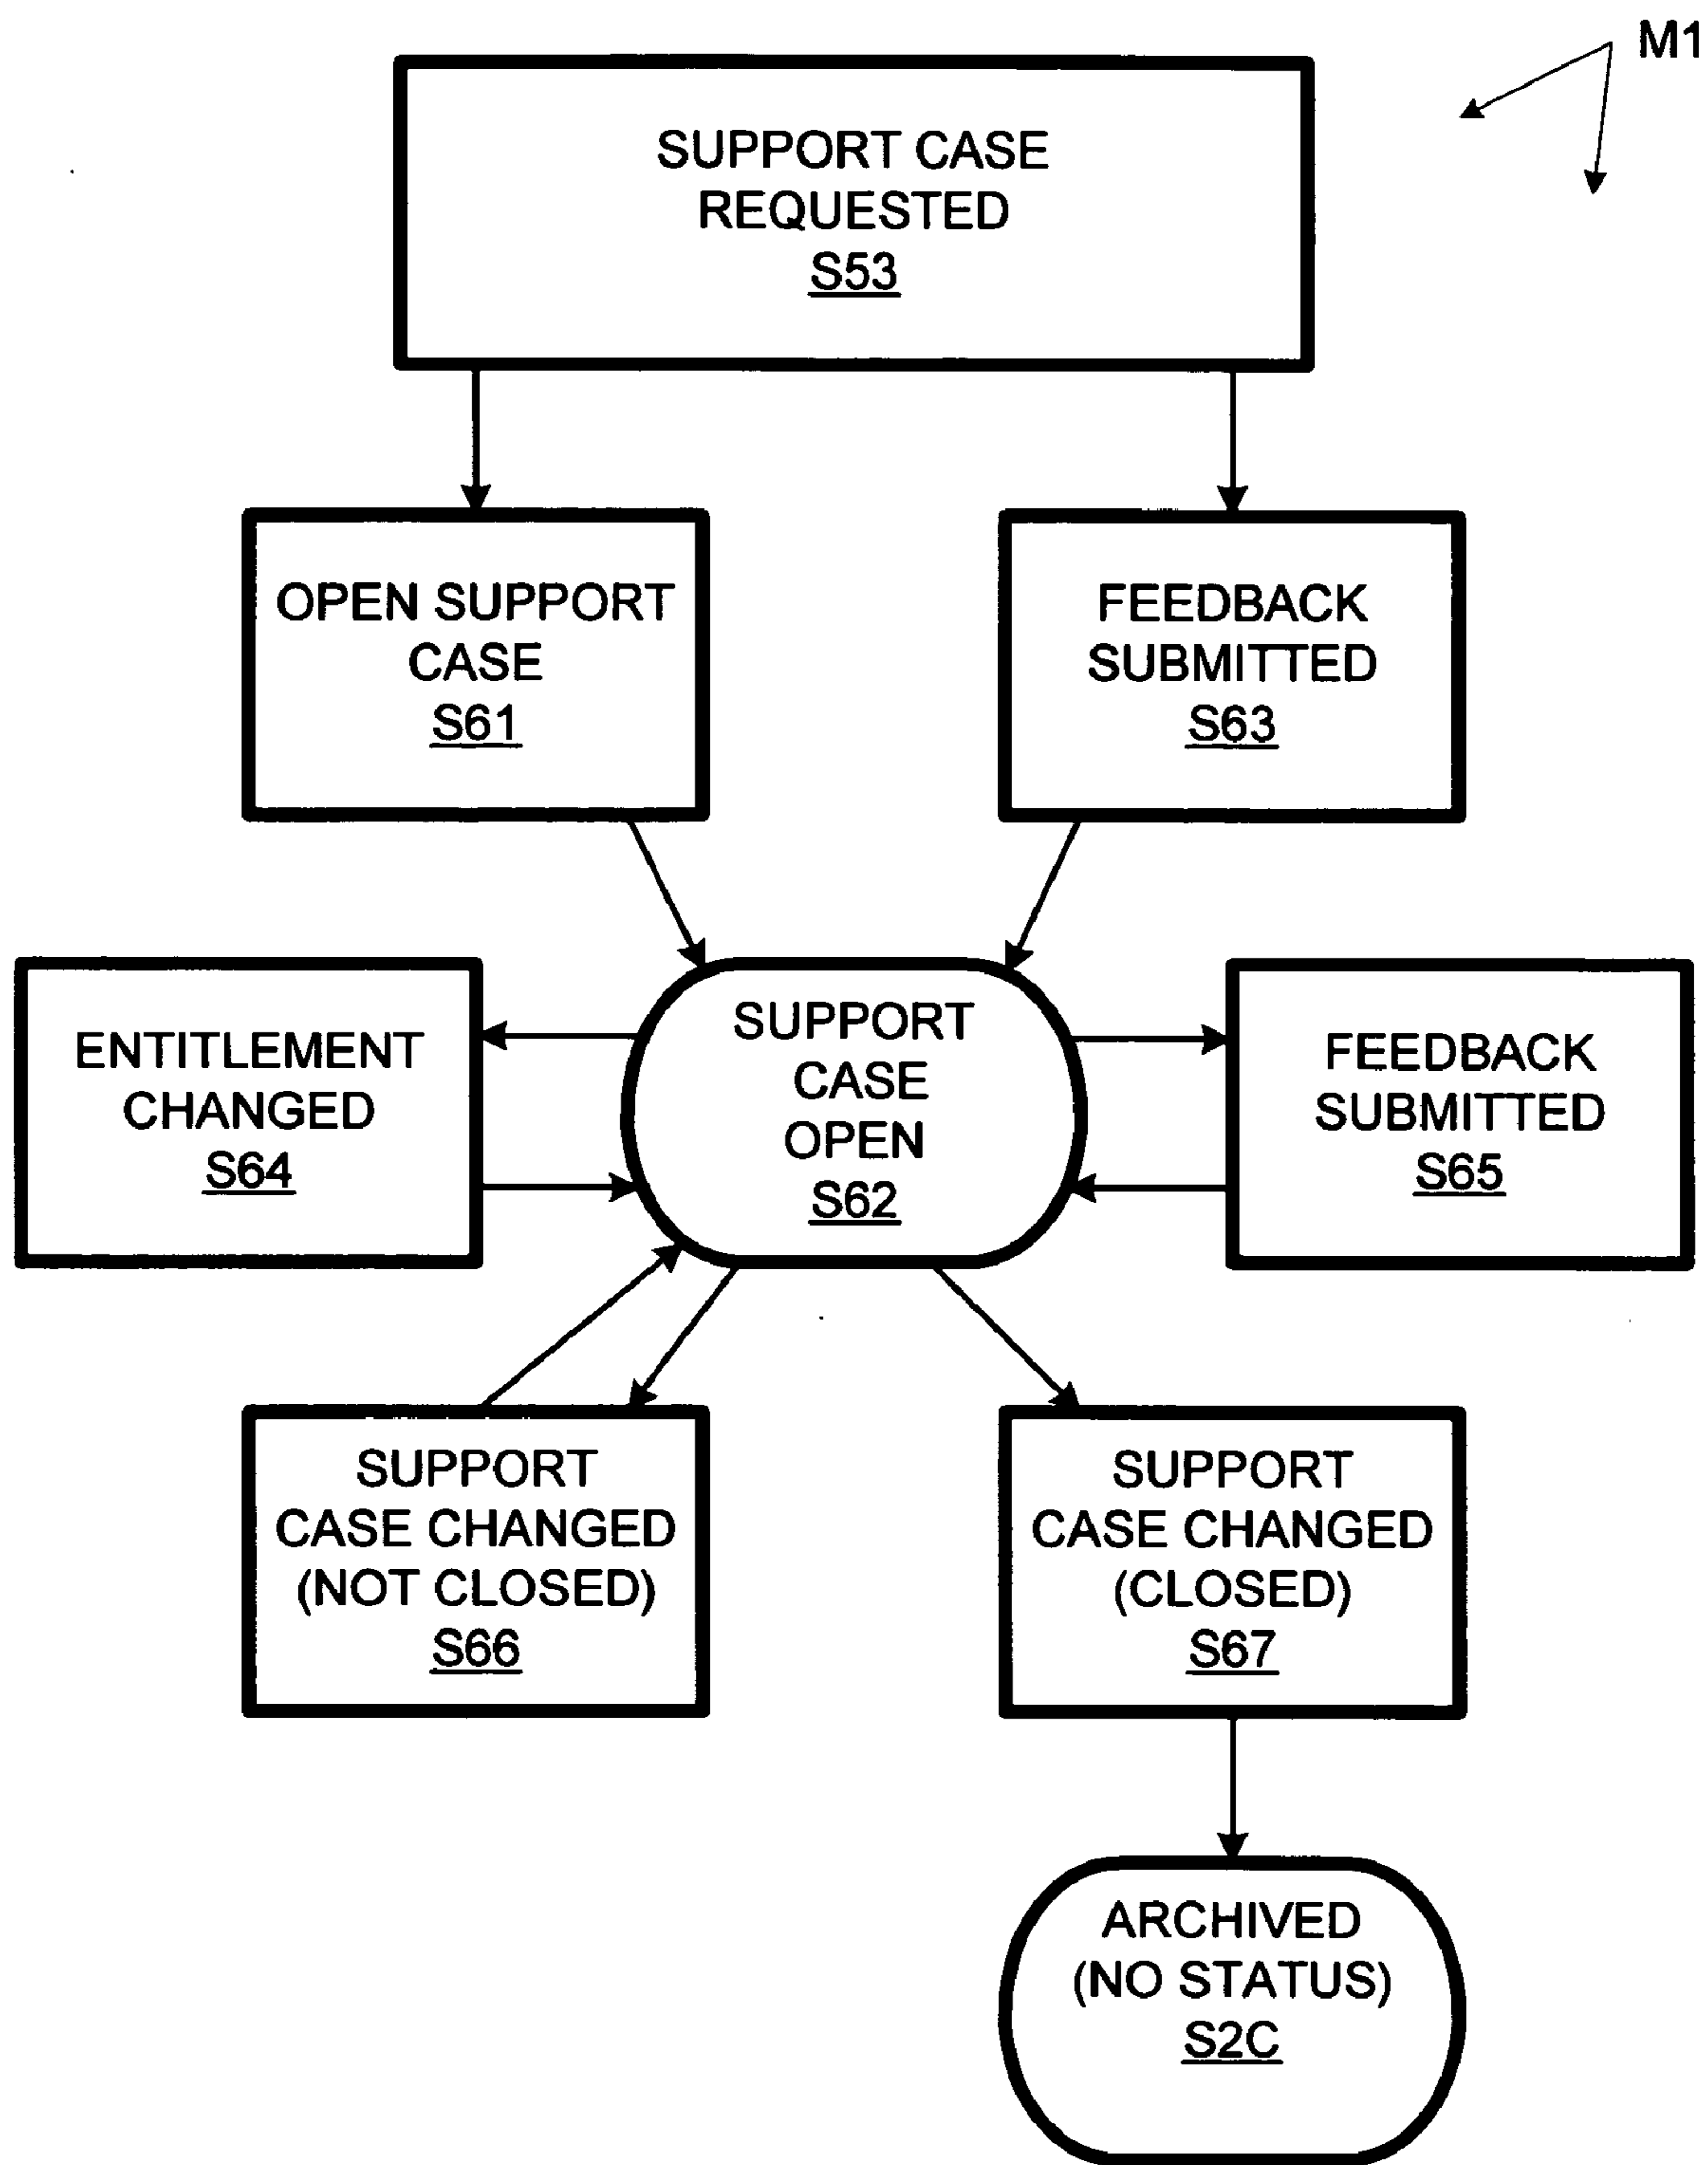 M1
SUPPORT CASE
REQUESTED
S53
OPEN SUPPORT
CASE
S61
FEEDBACK
SUBMITTED
S63
ENTITLEMENT
CHANGED
S64
SUPPORT
CASE
OPEN
S62
FEEDBACK
SUBMITTED
S65
SUPPORT
CASE CHANGED
(NOT CLOSED)
S66
SUPPORT
CASE CHANGED
(CLOSED)
S67
ARCHIVED
(NO STATUS)
S2C